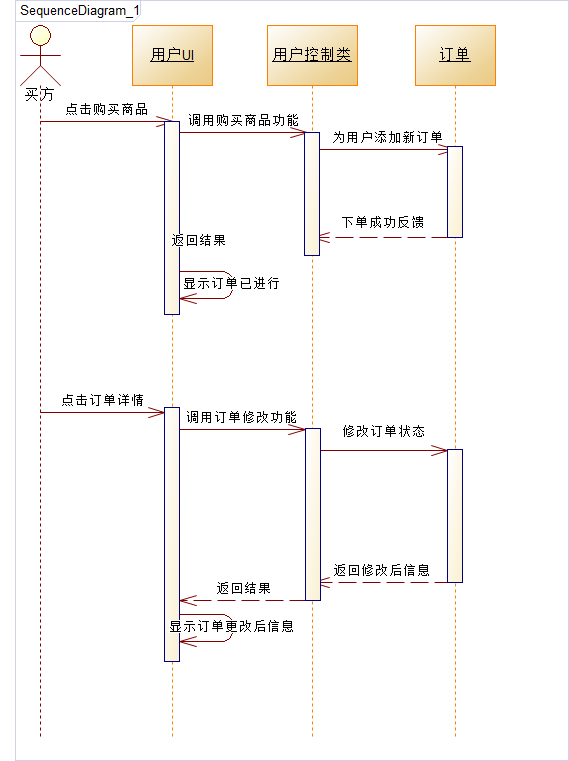 SequenceDiagram_1
用户UI
用户控制类
订单
买方
点击购买商品
调用购买商品功能
为用户添加新订单
下单成功反馈
返回结果
显示订单已进行
点击订单详情
调用订单修改功能
修改订单状态
返回修改后信息
返回结果
显示订单更改后信息